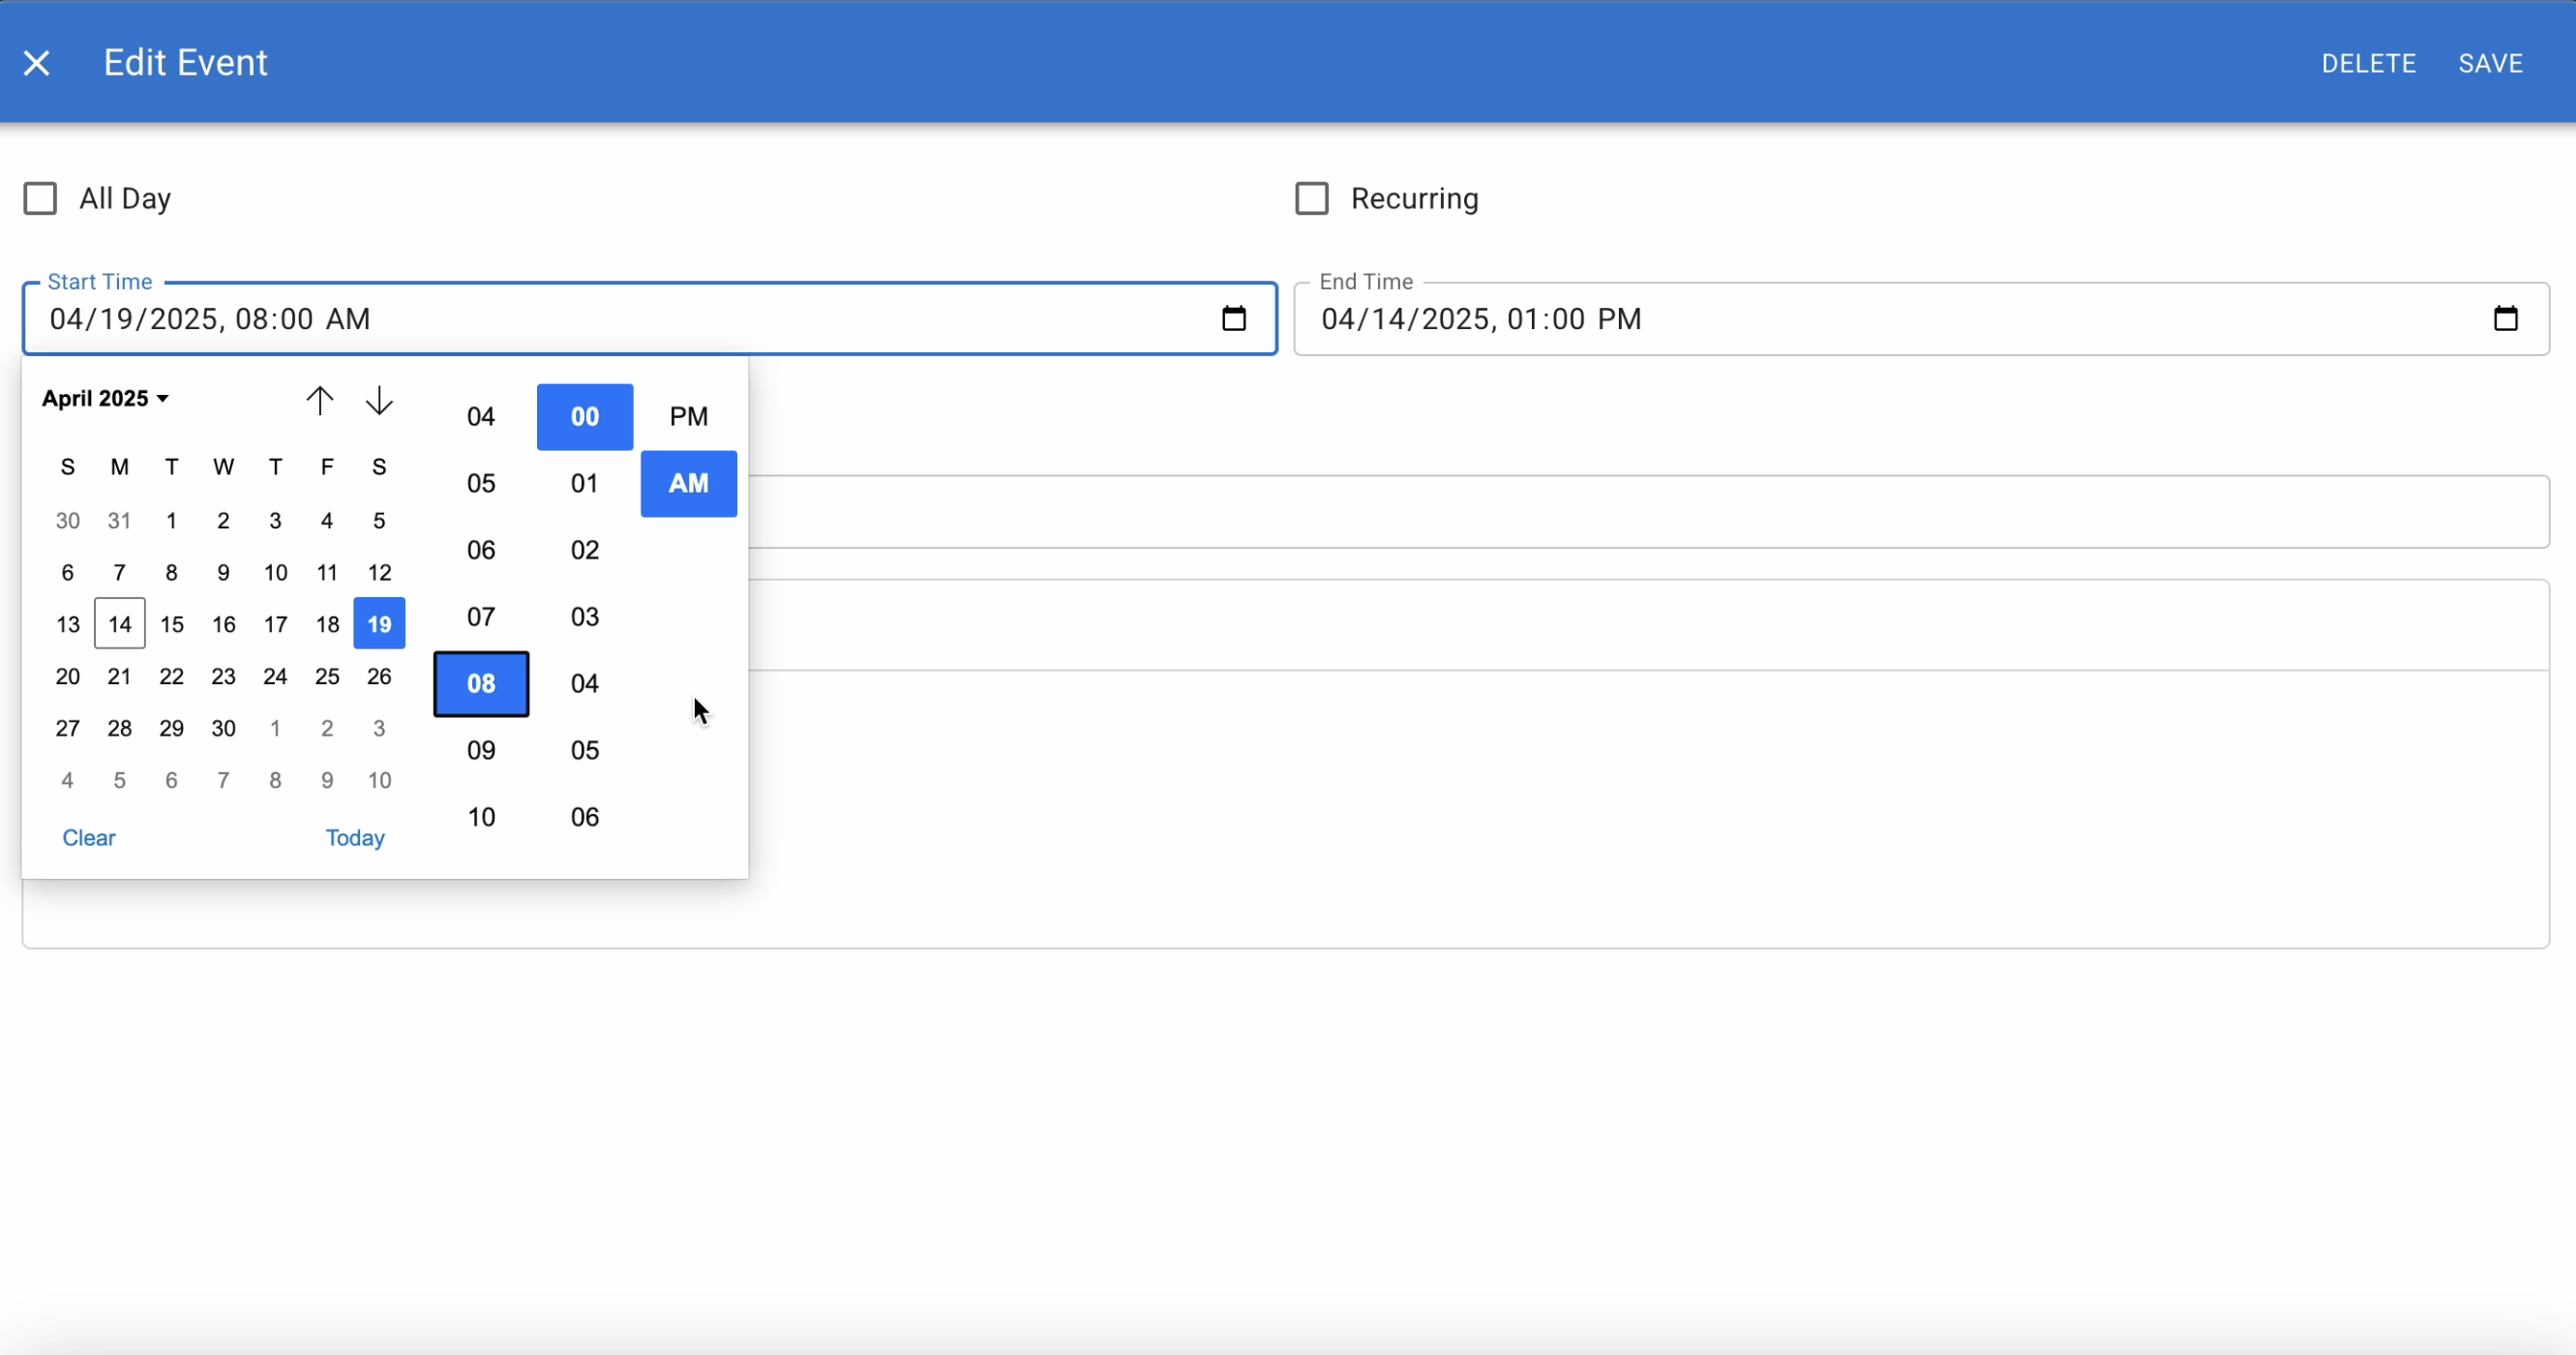 Edit Event
DELETE SAVE
All Day
Recurring
Start Time
04/19/2025, 08:00 AM
End Time
04/14/2025, 01:00 PM
April 2025
S M T W T F S
30 31 1 2 3 4 5
6 7 8 9 10 11 12
13 14 15 16 17 18 19
20 21 22 23 24 25 26
27 28 29 30 1 2 3
4 5 6 7 8 9 10
Clear Today
04 00 PM
05 01 AM
06 02
07 03
08 04
09 05
10 06